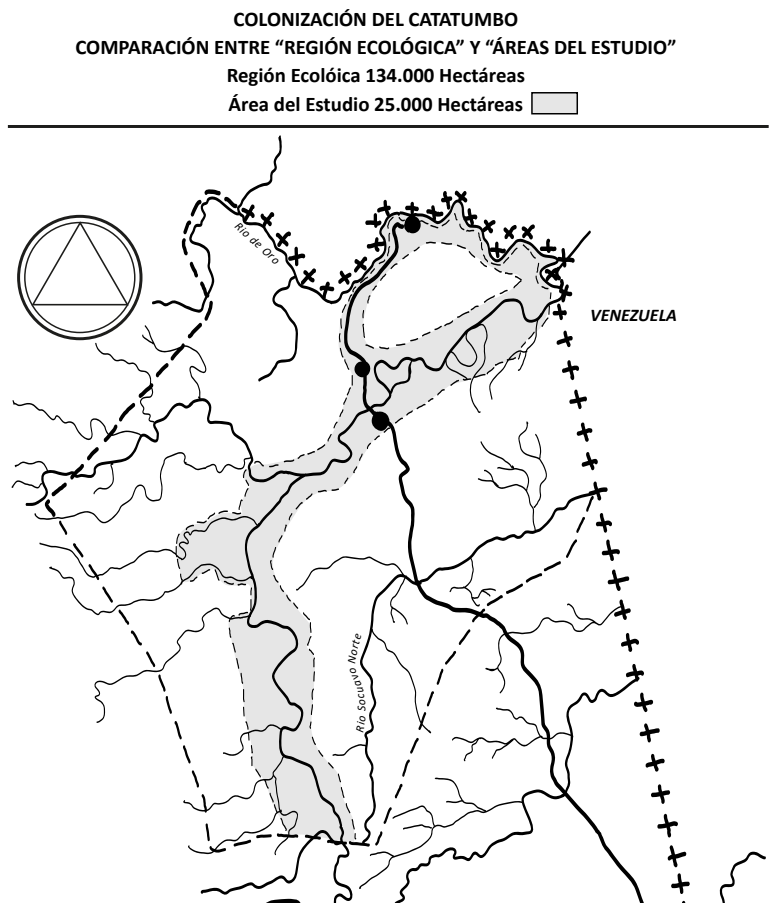 COLONIZACIÓN DEL CATATUMBO
COMPARACIÓN ENTRE “REGIÓN ECOLÓGICA” Y “ÁREAS DEL ESTUDIO”
Región Ecolóica 134.000 Hectáreas
Área del Estudio 25.000 Hectáreas
Río de Oro
VENEZUELA
Río Socuavo Norte